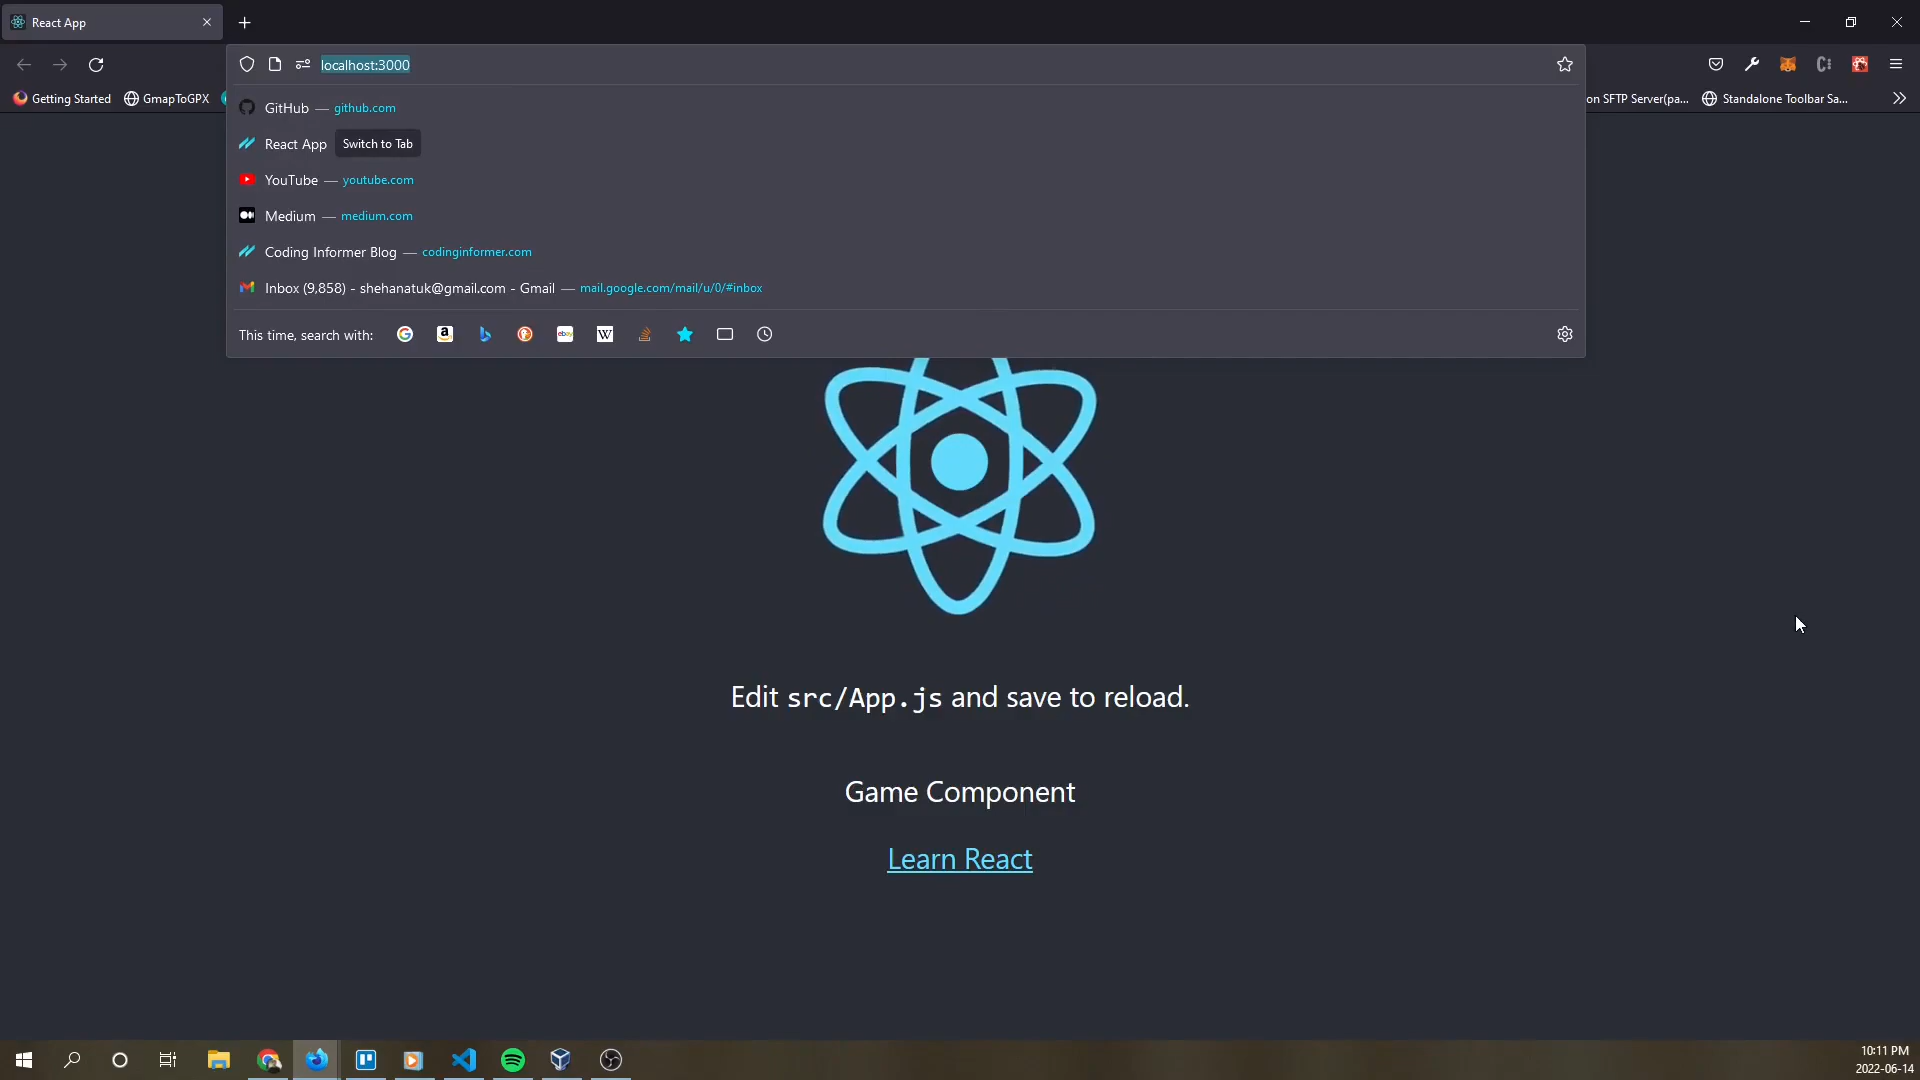 React App
localhost:3000
Getting Started
GmapToGPX
on SFTP Server(pa...
Standalone Toolbar Sa...
GitHub — github.com
React App Switch to Tab
YouTube — youtube.com
Medium — medium.com
Coding Informer Blog — codinginformer.com
Inbox (9,858) - shehanatuk@gmail.com - Gmail — mail.google.com/mail/u/0/#inbox
This time, search with:
Edit src/App.js and save to reload.
Game Component
Learn React
10:11 PM
2022-06-14